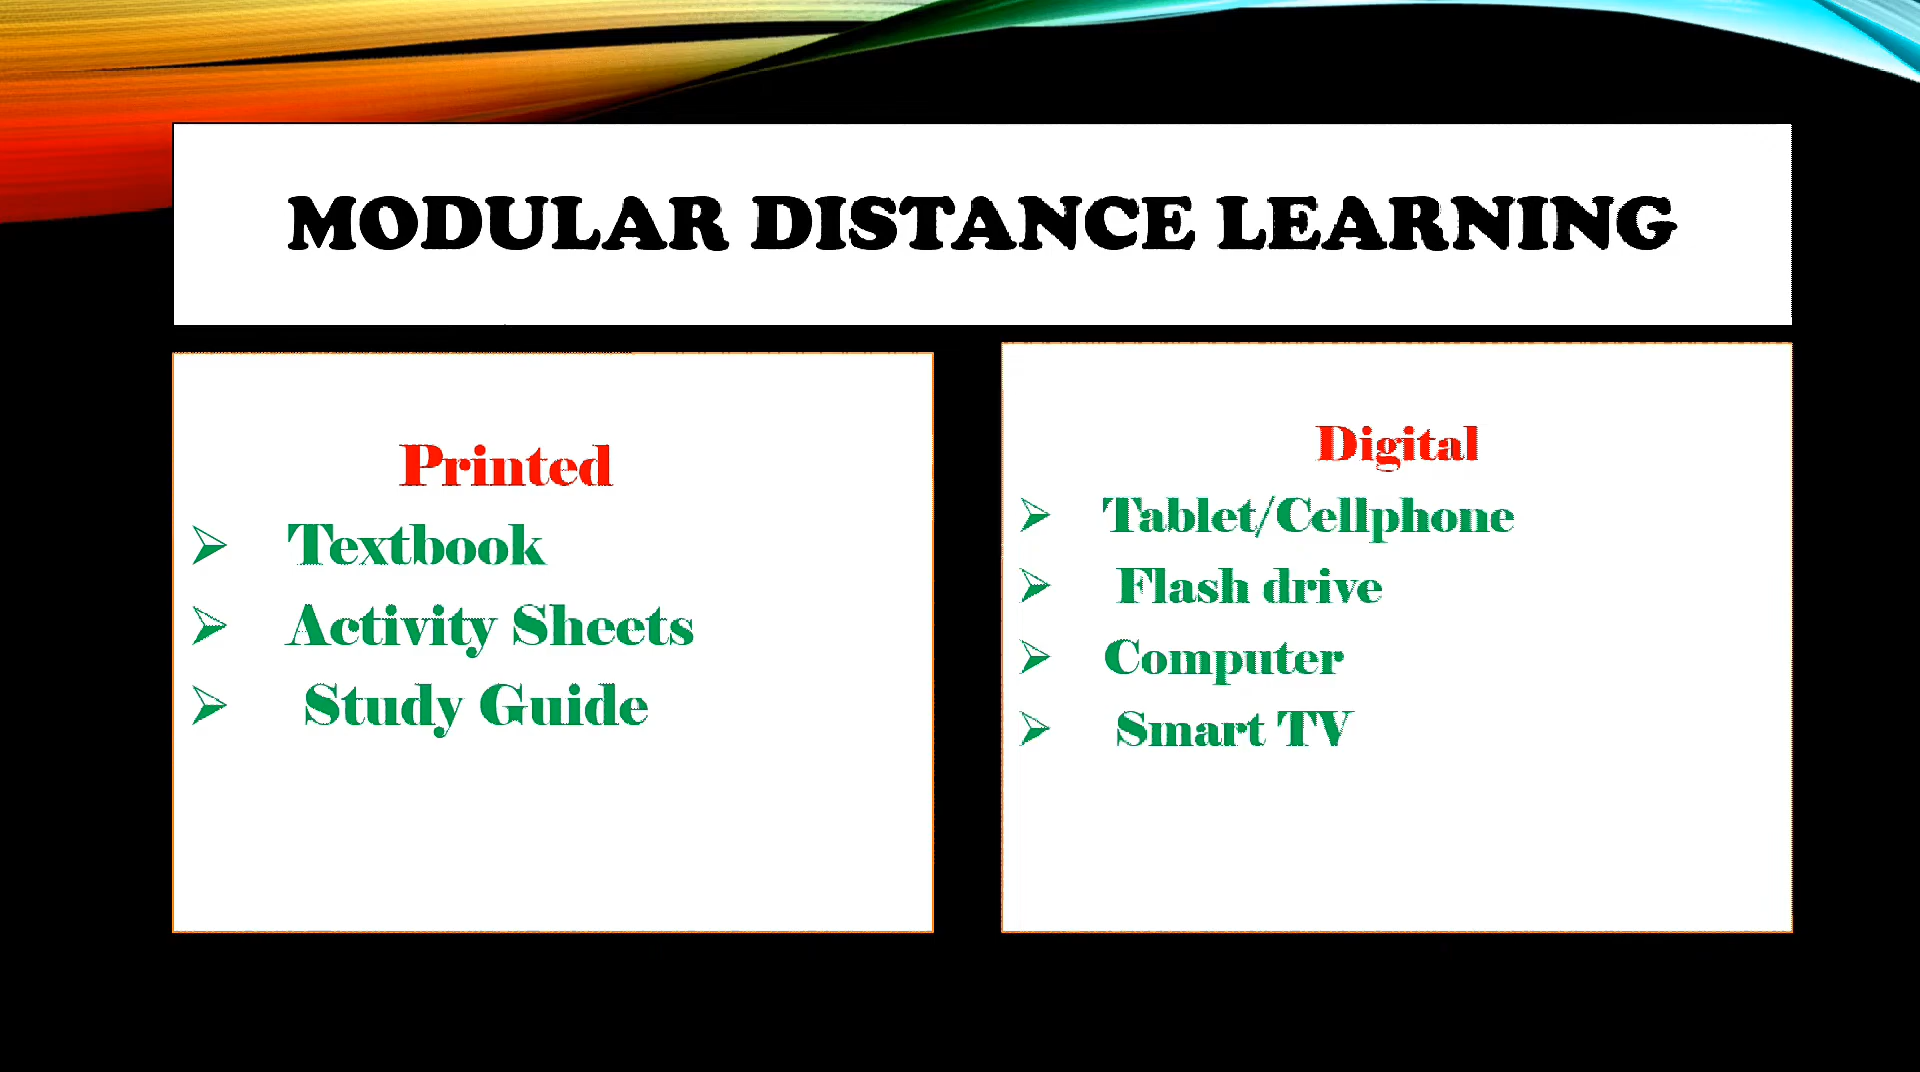 MODULAR DISTANCE LEARNING
Printed
Textbook
Activity Sheets
Study Guide
Digital
Tablet/Cellphone
Flash drive
Computer
Smart TV